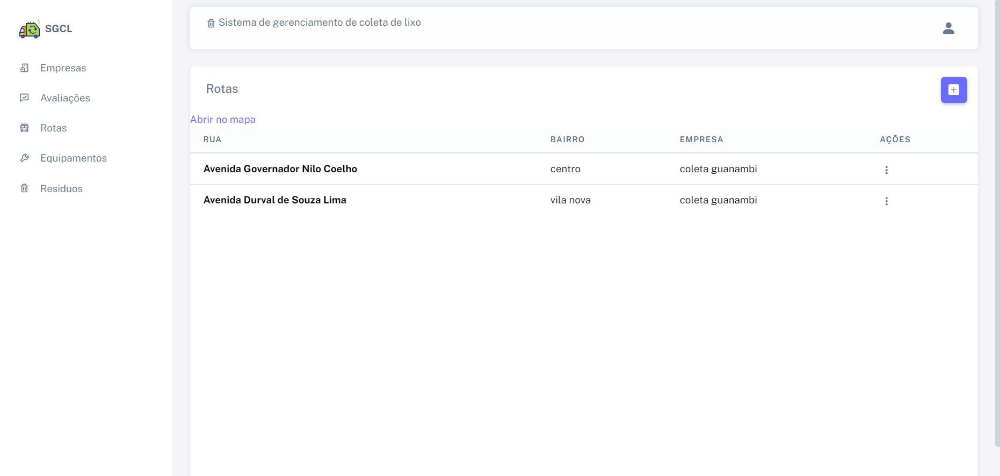 SGCL
Empresas
Avaliações
Rotas
Equipamentos
Residuos
Sistema de gerenciamento de coleta de lixo
Rotas
Abrir no mapa
RUA BAIRRO EMPRESA AÇÕES
Avenida Governador Nilo Coelho centro coleta guanambi
Avenida Durval de Souza Lima vila nova coleta guanambi